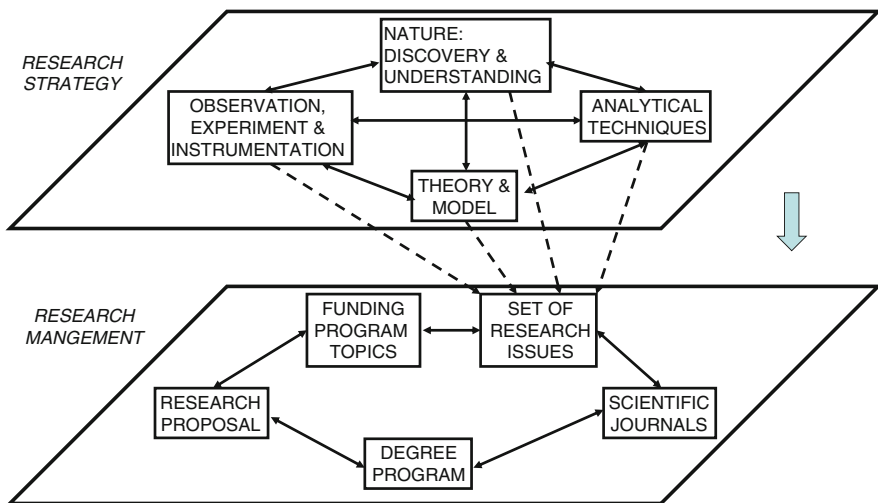 RESEARCH
STRATEGY
NATURE:
DISCOVERY &
UNDERSTANDING
OBSERVATION,
EXPERIMENT &
INSTRUMENTATION
ANALYTICAL
TECHNIQUES
THEORY &
MODEL
RESEARCH
MANGEMENT
FUNDING
PROGRAM
TOPICS
SET OF
RESEARCH
ISSUES
RESEARCH
PROPOSAL
SCIENTIFIC
JOURNALS
DEGREE
PROGRAM